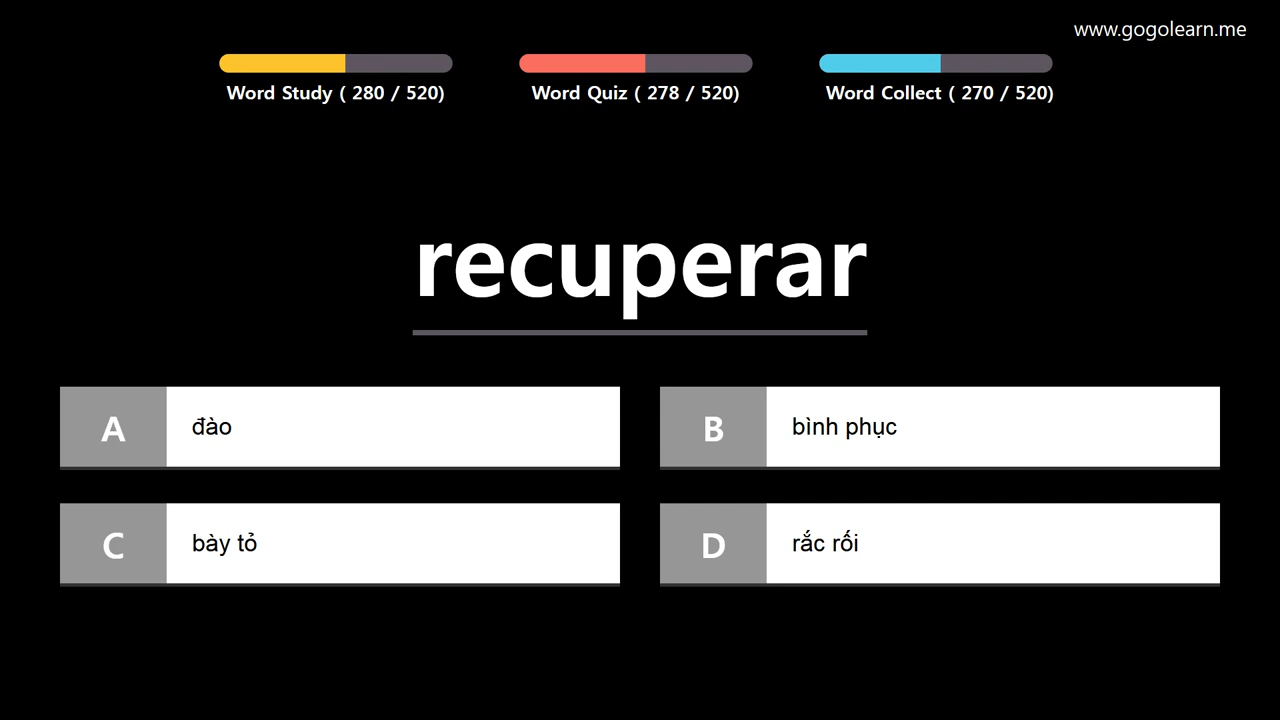 www.gogolearn.me
Word Study ( 280 / 520)
Word Quiz ( 278 / 520)
Word Collect ( 270 / 520)
recuperar
A đào
B bình phục
C bày tỏ
D rắc rối